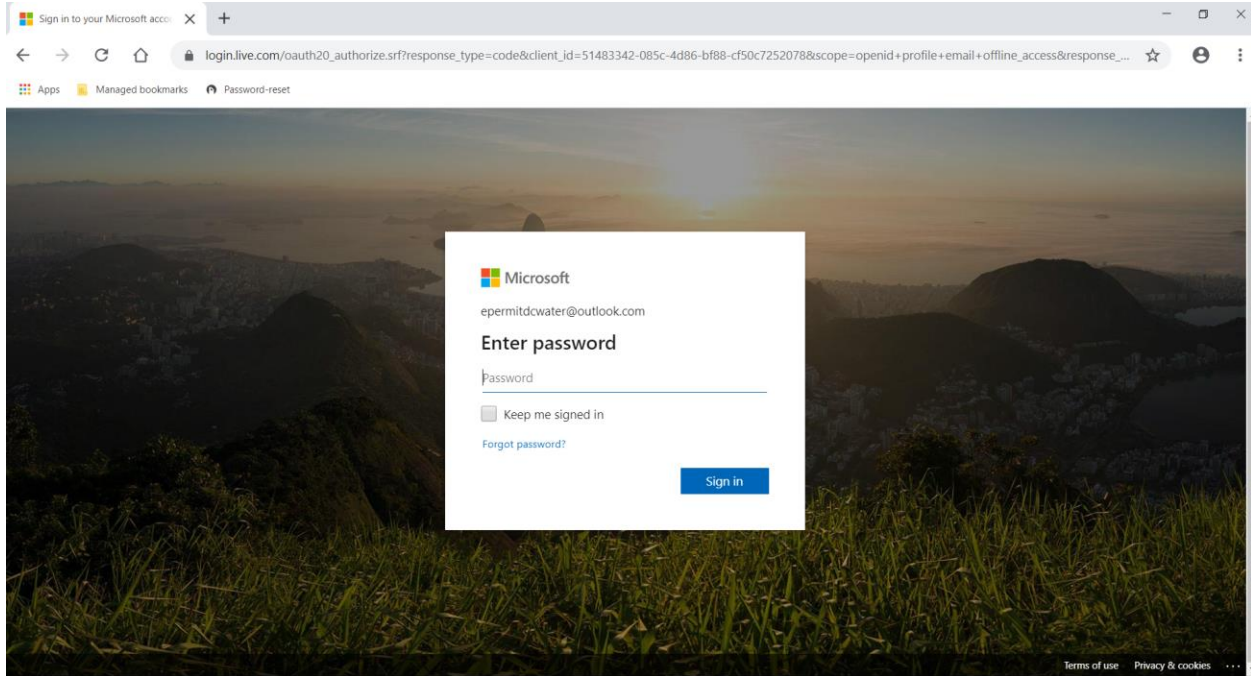 Sign in to your Microsoft acco
login.live.com/oauth20_authorize.srf?response_type=code&client_id=51483342-085c-4d86-bf88-cf50c7252078&scope=openid+profile+email+offline_access&response_...
Apps Managed bookmarks Password-reset
Microsoft
epermitdcwater@outlook.com
Enter password
Password
Keep me signed in
Forgot password?
Sign in
Terms of use Privacy & cookies ...